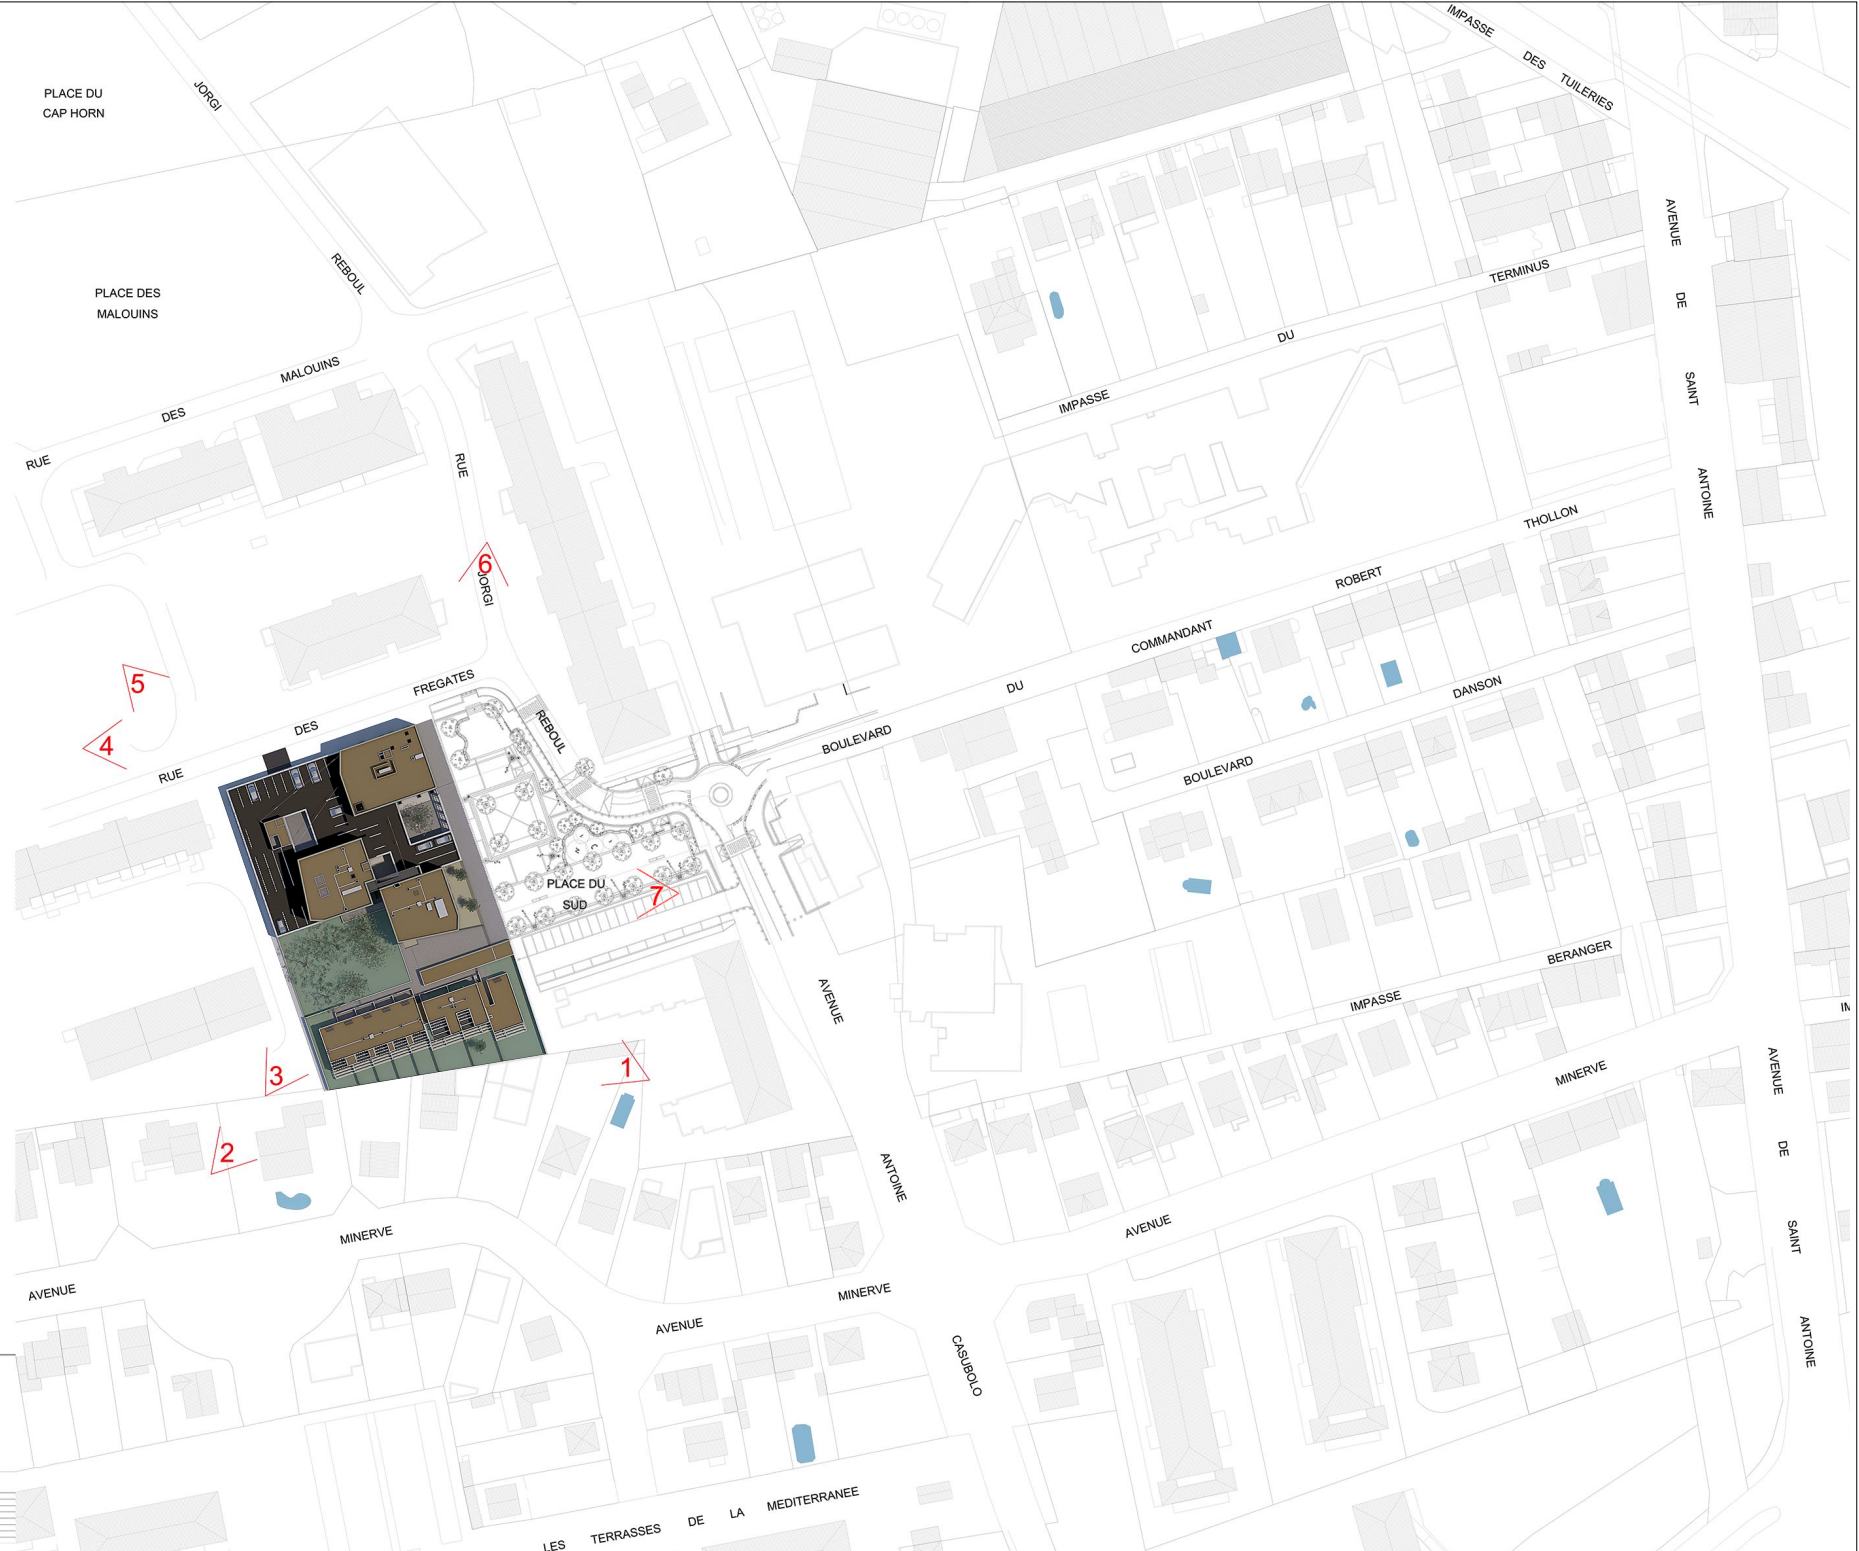 IMPASSE
DES
TUILERIES
PLACE DU
CAP HORN
JORGI
REBOUL
PLACE DES
MALOUINS
AVENUE
DE
SAINT
ANTOINE
IMPASSE
DU
TERMINUS
RUE
DES
MALOUINS
RUE
JORGI
REBOUL
6
5
4
RUE
DES
FREGATES
BOULEVARD
DU
COMMANDANT
ROBERT
THOLLON
BOULEVARD
DANSON
PLACE DU
SUD
7
IMPASSE
BERANGER
IM
AVENUE
ANTOINE
CASUBOLO
1
3
2
AVENUE
MINERVE
AVENUE
MINERVE
AVENUE
MINERVE
AVENUE
DE
SAINT
ANTOINE
LES
TERRASSES
DE
LA
MEDITERRANEE